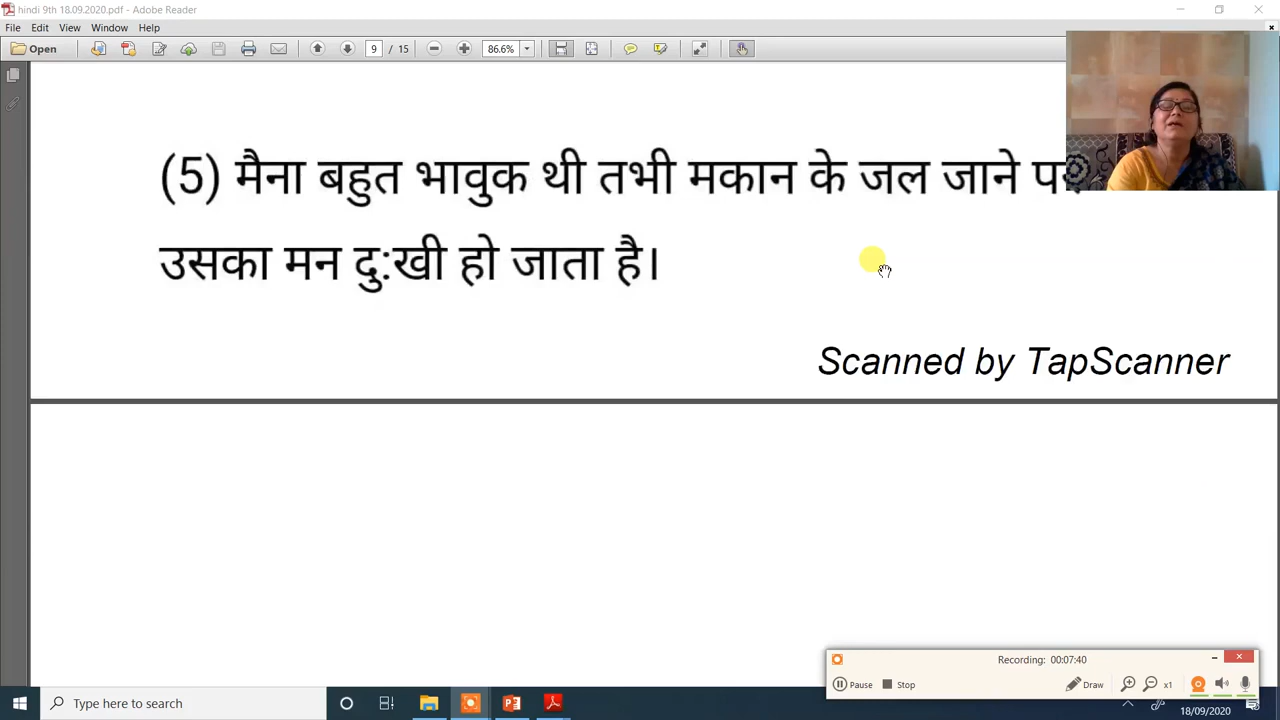 hindi 9th 18.09.2020.pdf - Adobe Reader
File Edit View Window Help
Open 9 / 15 86.6%
(5) मैना बहुत भावुक थी तभी मकान के जल जाने
उसका मन दु:खी हो जाता है।
Scanned by TapScanner
Recording: 00:07:40
Pause Stop Draw x1
Type here to search
18/09/2020